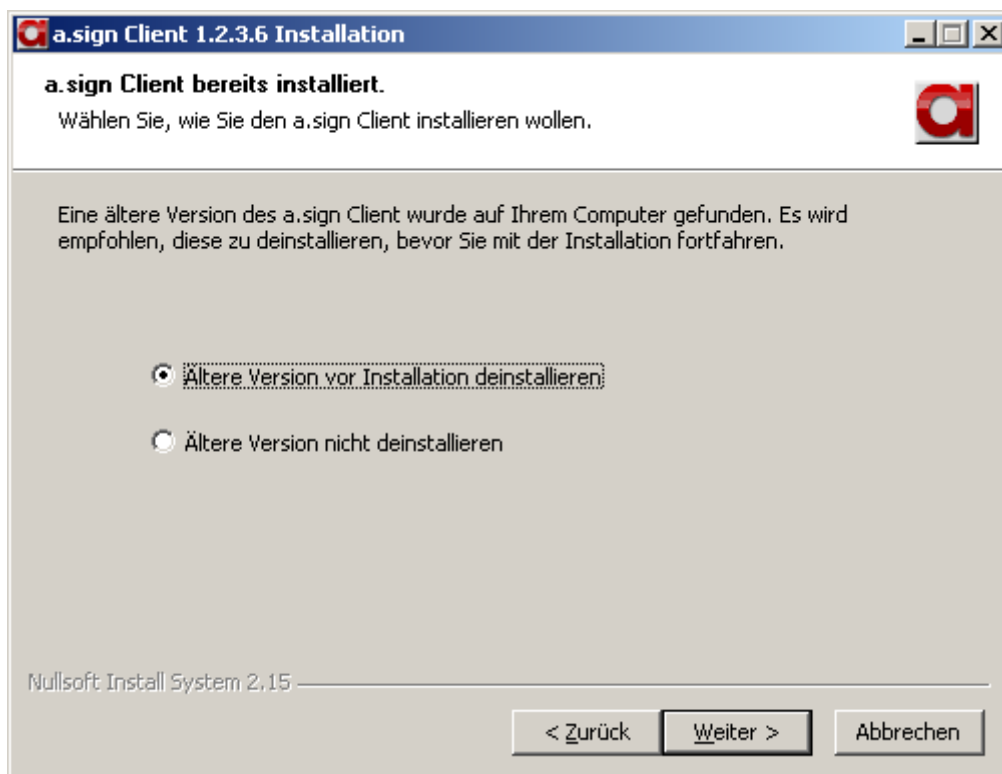 a.sign Client 1.2.3.6 Installation
a.sign Client bereits installiert.
Wählen Sie, wie Sie den a.sign Client installieren wollen.
Eine ältere Version des a.sign Client wurde auf Ihrem Computer gefunden. Es wird
empfohlen, diese zu deinstallieren, bevor Sie mit der Installation fortfahren.
Ältere Version vor Installation deinstallieren
Ältere Version nicht deinstallieren
Nullsoft Install System 2.15
< Zurück Weiter > Abbrechen